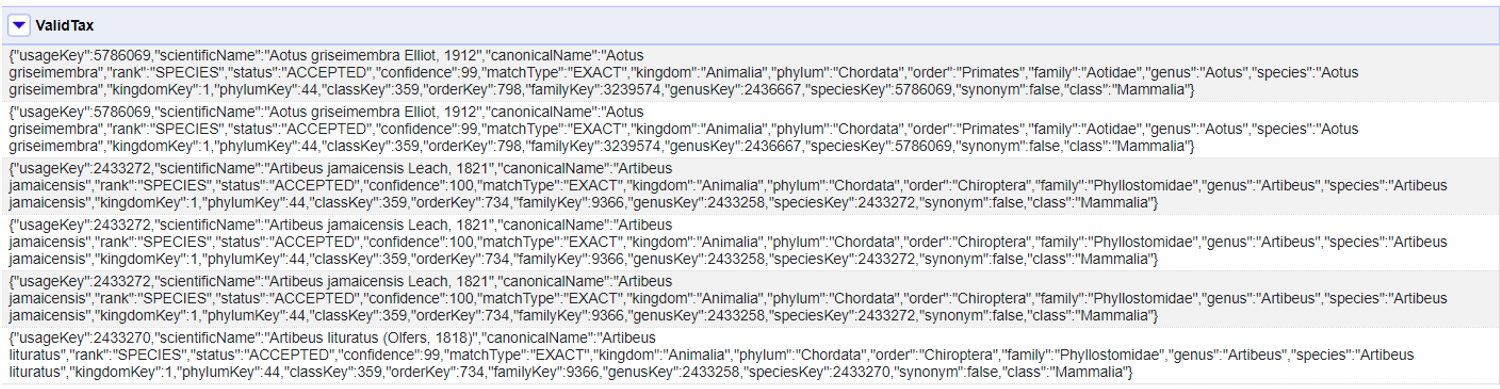 ValidTax
{"usageKey":5786069,"scientificName":"Aotus griseimembra Elliot, 1912","canonicalName":"Aotus
griseimembra","rank":"SPECIES","status":"ACCEPTED","confidence":99,"matchType":"EXACT","kingdom":"Animalia","phylum":"Chordata","order":"Primates","family":"Aotidae","genus":"Aotus","species":"Aotus
griseimembra","kingdomKey":1,"phylumKey":44,"classKey":359,"orderKey":798,"familyKey":3239574,"genusKey":2436667,"speciesKey":5786069,"synonym":false,"class":"Mammalia"}
{"usageKey":5786069,"scientificName":"Aotus griseimembra Elliot, 1912","canonicalName":"Aotus
griseimembra","rank":"SPECIES","status":"ACCEPTED","confidence":99,"matchType":"EXACT","kingdom":"Animalia","phylum":"Chordata","order":"Primates","family":"Aotidae","genus":"Aotus","species":"Aotus
griseimembra","kingdomKey":1,"phylumKey":44,"classKey":359,"orderKey":798,"familyKey":3239574,"genusKey":2436667,"speciesKey":5786069,"synonym":false,"class":"Mammalia"}
{"usageKey":2433272,"scientificName":"Artibeus jamaicensis Leach, 1821","canonicalName":"Artibeus
jamaicensis","rank":"SPECIES","status":"ACCEPTED","confidence":100,"matchType":"EXACT","kingdom":"Animalia","phylum":"Chordata","order":"Chiroptera","family":"Phyllostomidae","genus":"Artibeus","species":"Artibeus
jamaicensis","kingdomKey":1,"phylumKey":44,"classKey":359,"orderKey":734,"familyKey":9366,"genusKey":2433258,"speciesKey":2433272,"synonym":false,"class":"Mammalia"}
{"usageKey":2433272,"scientificName":"Artibeus jamaicensis Leach, 1821","canonicalName":"Artibeus
jamaicensis","rank":"SPECIES","status":"ACCEPTED","confidence":100,"matchType":"EXACT","kingdom":"Animalia","phylum":"Chordata","order":"Chiroptera","family":"Phyllostomidae","genus":"Artibeus","species":"Artibeus
jamaicensis","kingdomKey":1,"phylumKey":44,"classKey":359,"orderKey":734,"familyKey":9366,"genusKey":2433258,"speciesKey":2433272,"synonym":false,"class":"Mammalia"}
{"usageKey":2433272,"scientificName":"Artibeus jamaicensis Leach, 1821","canonicalName":"Artibeus
jamaicensis","rank":"SPECIES","status":"ACCEPTED","confidence":100,"matchType":"EXACT","kingdom":"Animalia","phylum":"Chordata","order":"Chiroptera","family":"Phyllostomidae","genus":"Artibeus","species":"Artibeus
jamaicensis","kingdomKey":1,"phylumKey":44,"classKey":359,"orderKey":734,"familyKey":9366,"genusKey":2433258,"speciesKey":2433272,"synonym":false,"class":"Mammalia"}
{"usageKey":2433270,"scientificName":"Artibeus lituratus (Olfers, 1818)","canonicalName":"Artibeus
lituratus","rank":"SPECIES","status":"ACCEPTED","confidence":99,"matchType":"EXACT","kingdom":"Animalia","phylum":"Chordata","order":"Chiroptera","family":"Phyllostomidae","genus":"Artibeus","species":"Artibeus
lituratus","kingdomKey":1,"phylumKey":44,"classKey":359,"orderKey":734,"familyKey":9366,"genusKey":2433258,"speciesKey":2433270,"synonym":false,"class":"Mammalia"}